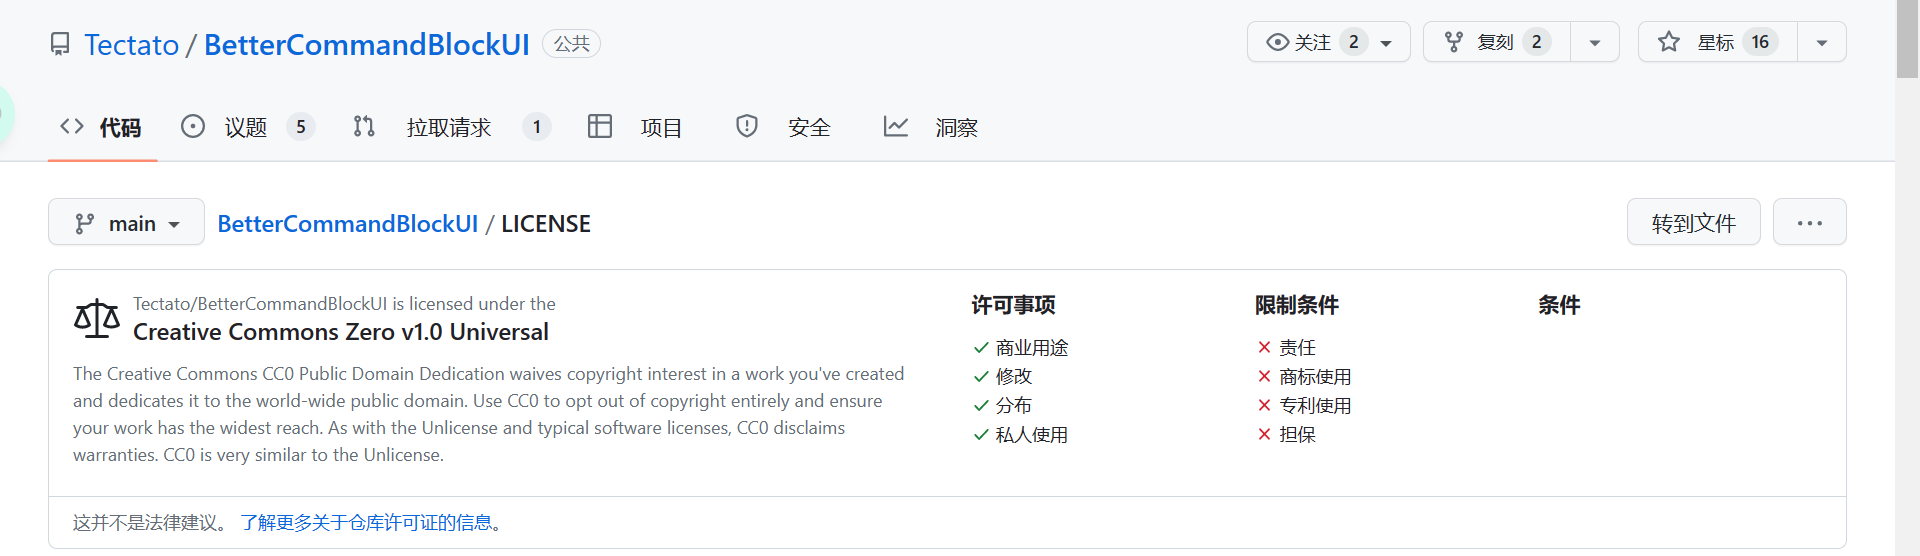 Tectato / BetterCommandBlockUI 公共 关注 2 复刻 2 星标 16
代码 议题 5 拉取请求 1 项目 安全 洞察
main BetterCommandBlockUI / LICENSE 转到文件 ...
Tectato/BetterCommandBlockUI is licensed under the
Creative Commons Zero v1.0 Universal
The Creative Commons CC0 Public Domain Dedication waives copyright interest in a work you've created
and dedicates it to the world-wide public domain. Use CC0 to opt out of copyright entirely and ensure
your work has the widest reach. As with the Unlicense and typical software licenses, CC0 disclaims
warranties. CC0 is very similar to the Unlicense.
许可事项
商业用途
修改
分布
私人使用
限制条件
责任
商标使用
专利使用
担保
条件
这并不是法律建议。 了解更多关于仓库许可证的信息。